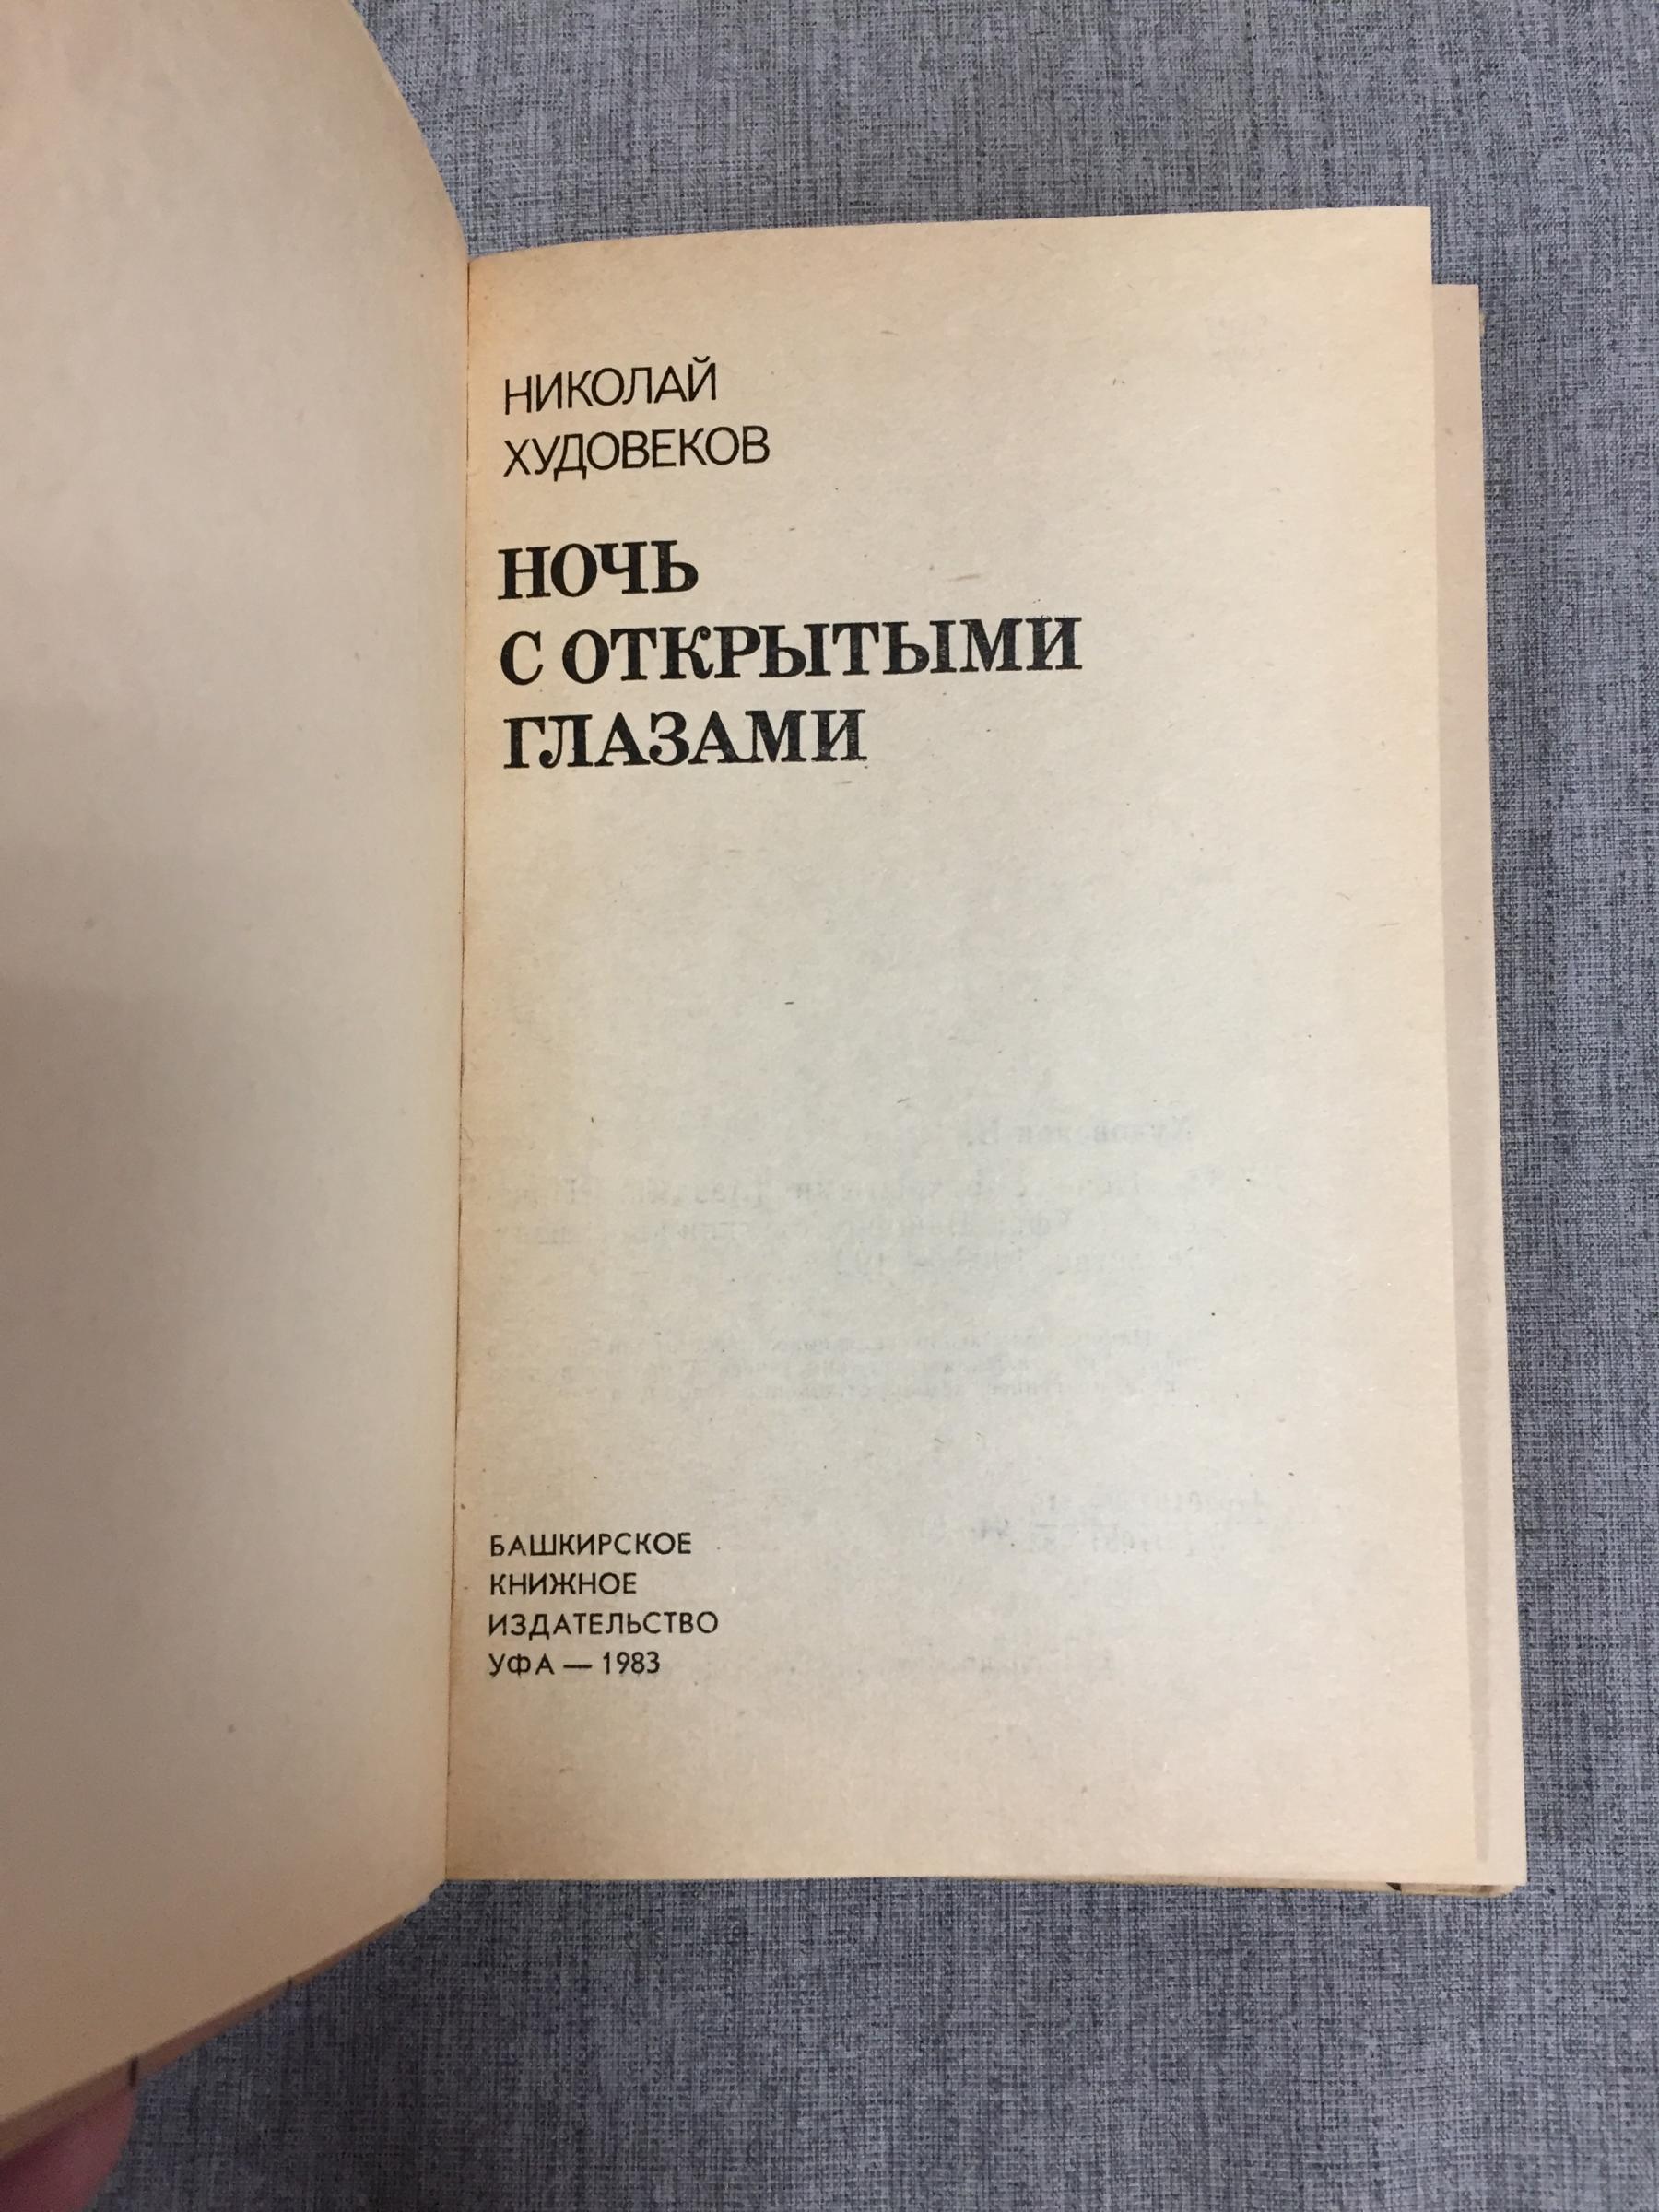 НИКОЛАЙ
ХУДОВЕКОВ
НОЧЬ
С ОТКРЫТЫМИ
ГЛАЗАМИ
БАШКИРСКОЕ
КНИЖНОЕ
ИЗДАТЕЛЬСТВО
УФА — 1983